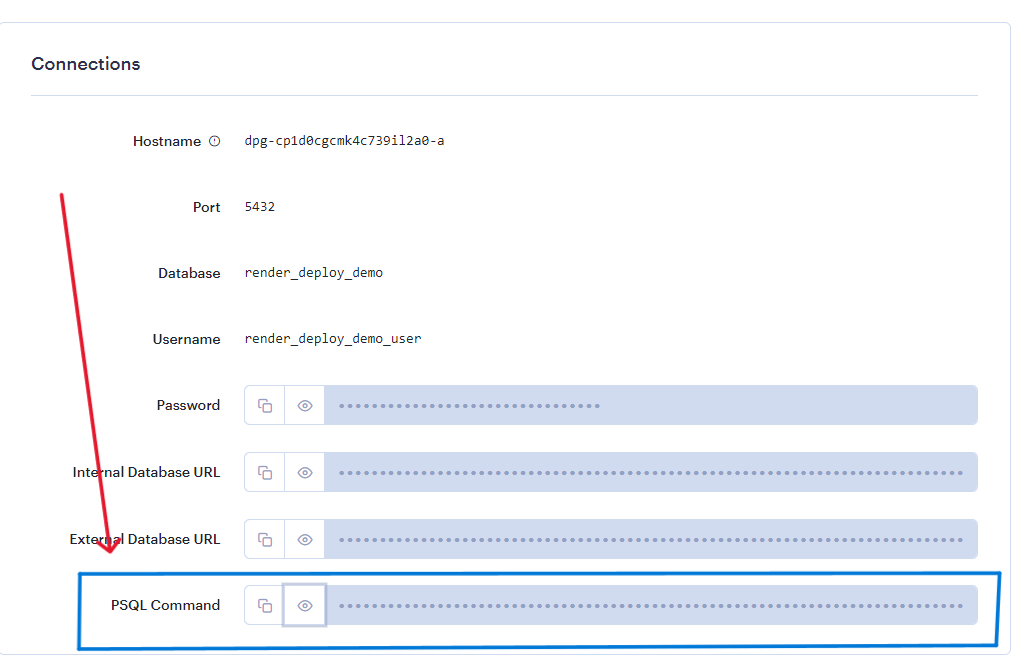 Connections
Hostname dpg-cp1d0cgcmk4c739il2a0-a
Port 5432
Database render_deploy_demo
Username render_deploy_demo_user
Password ••••••••••••••••••••••••••••••••
Internal Database URL
External Database URL
PSQL Command